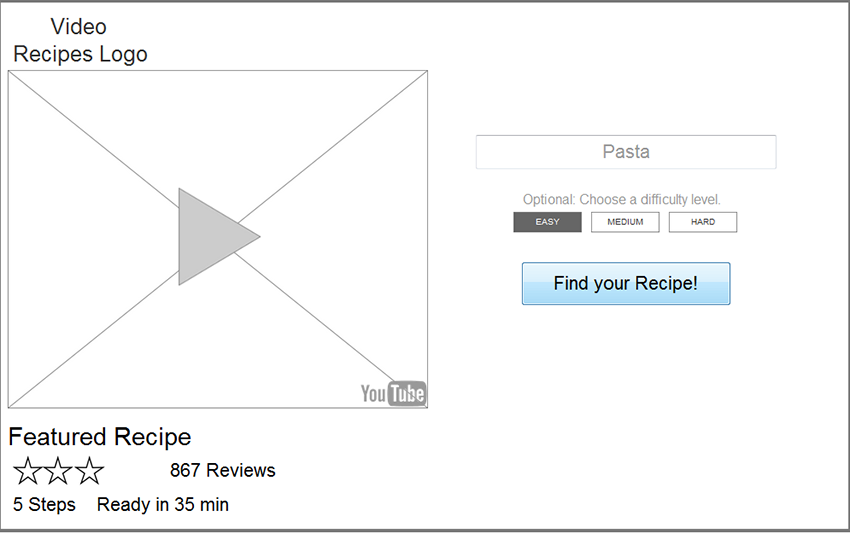 Video
Recipes Logo
Pasta
Optional: Choose a difficulty level.
EASY MEDIUM HARD
Find your Recipe!
YouTube
Featured Recipe
867 Reviews
5 Steps Ready in 35 min